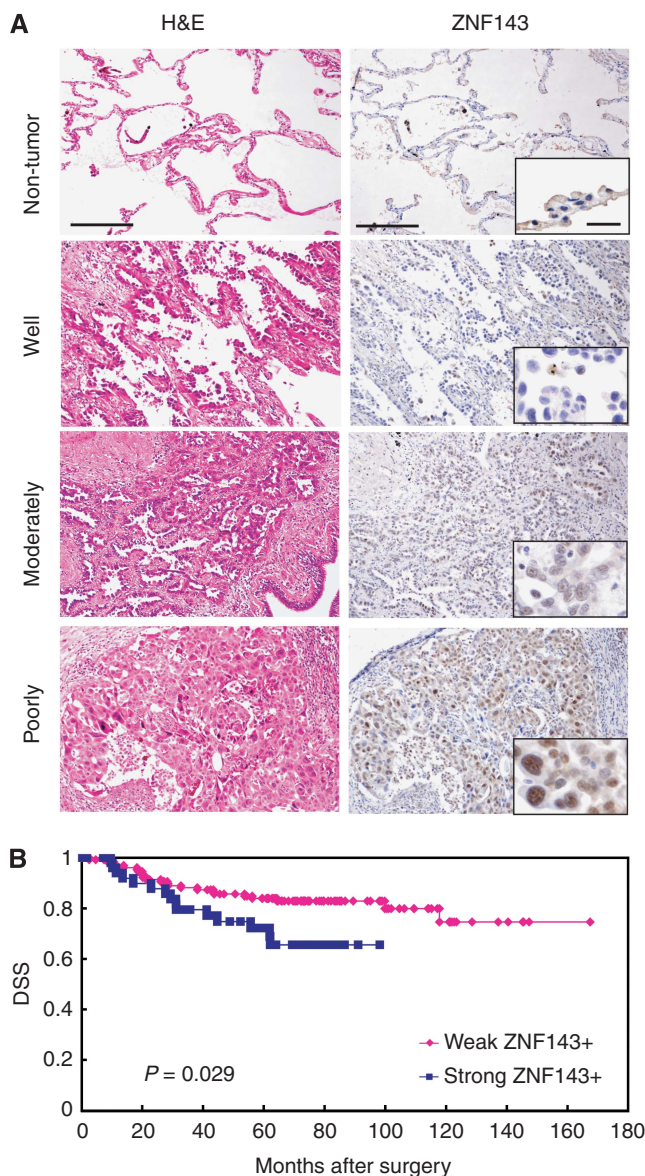 A
H&E
ZNF143
Non-tumor
Well
Moderately
Poorly
B
1
0.8
0.6
0.4
0.2
0
DSS
P = 0.029
Weak ZNF143+
Strong ZNF143+
0 20 40 60 80 100 120 140 160 180
Months after surgery